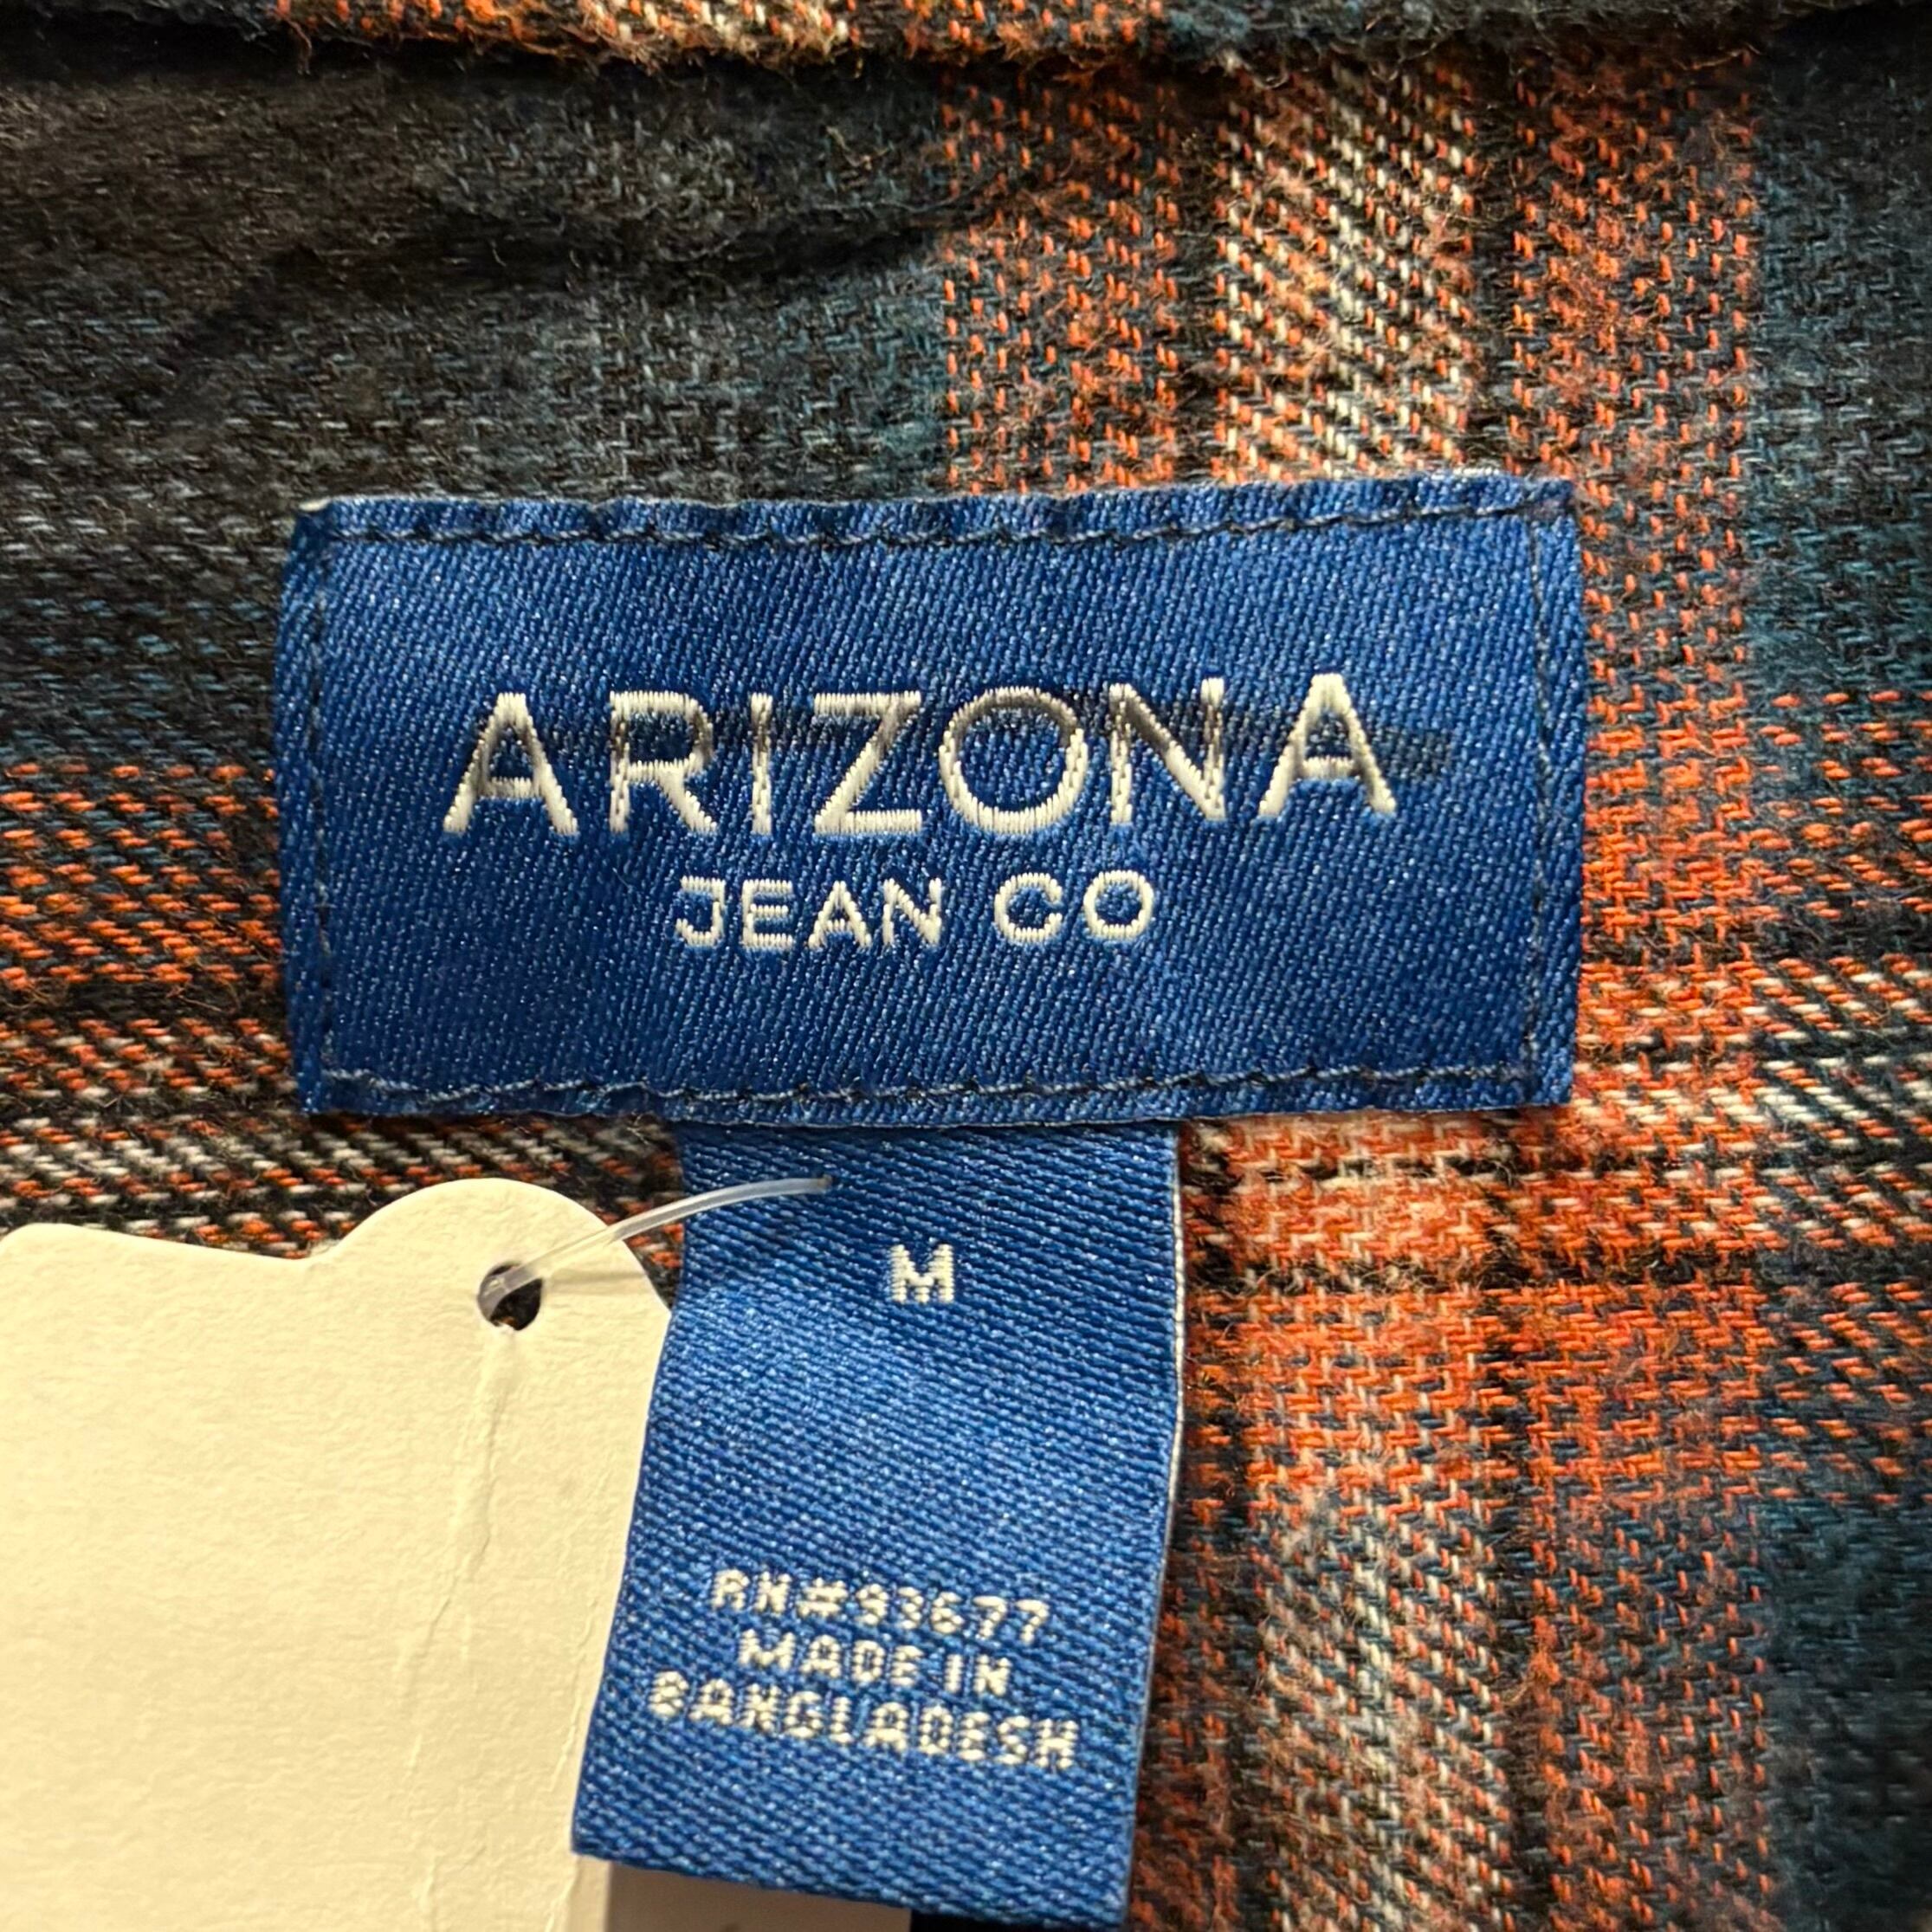 ARIZONA
JEAN CO
M
RN#93677
MADE IN
BANGLADESH